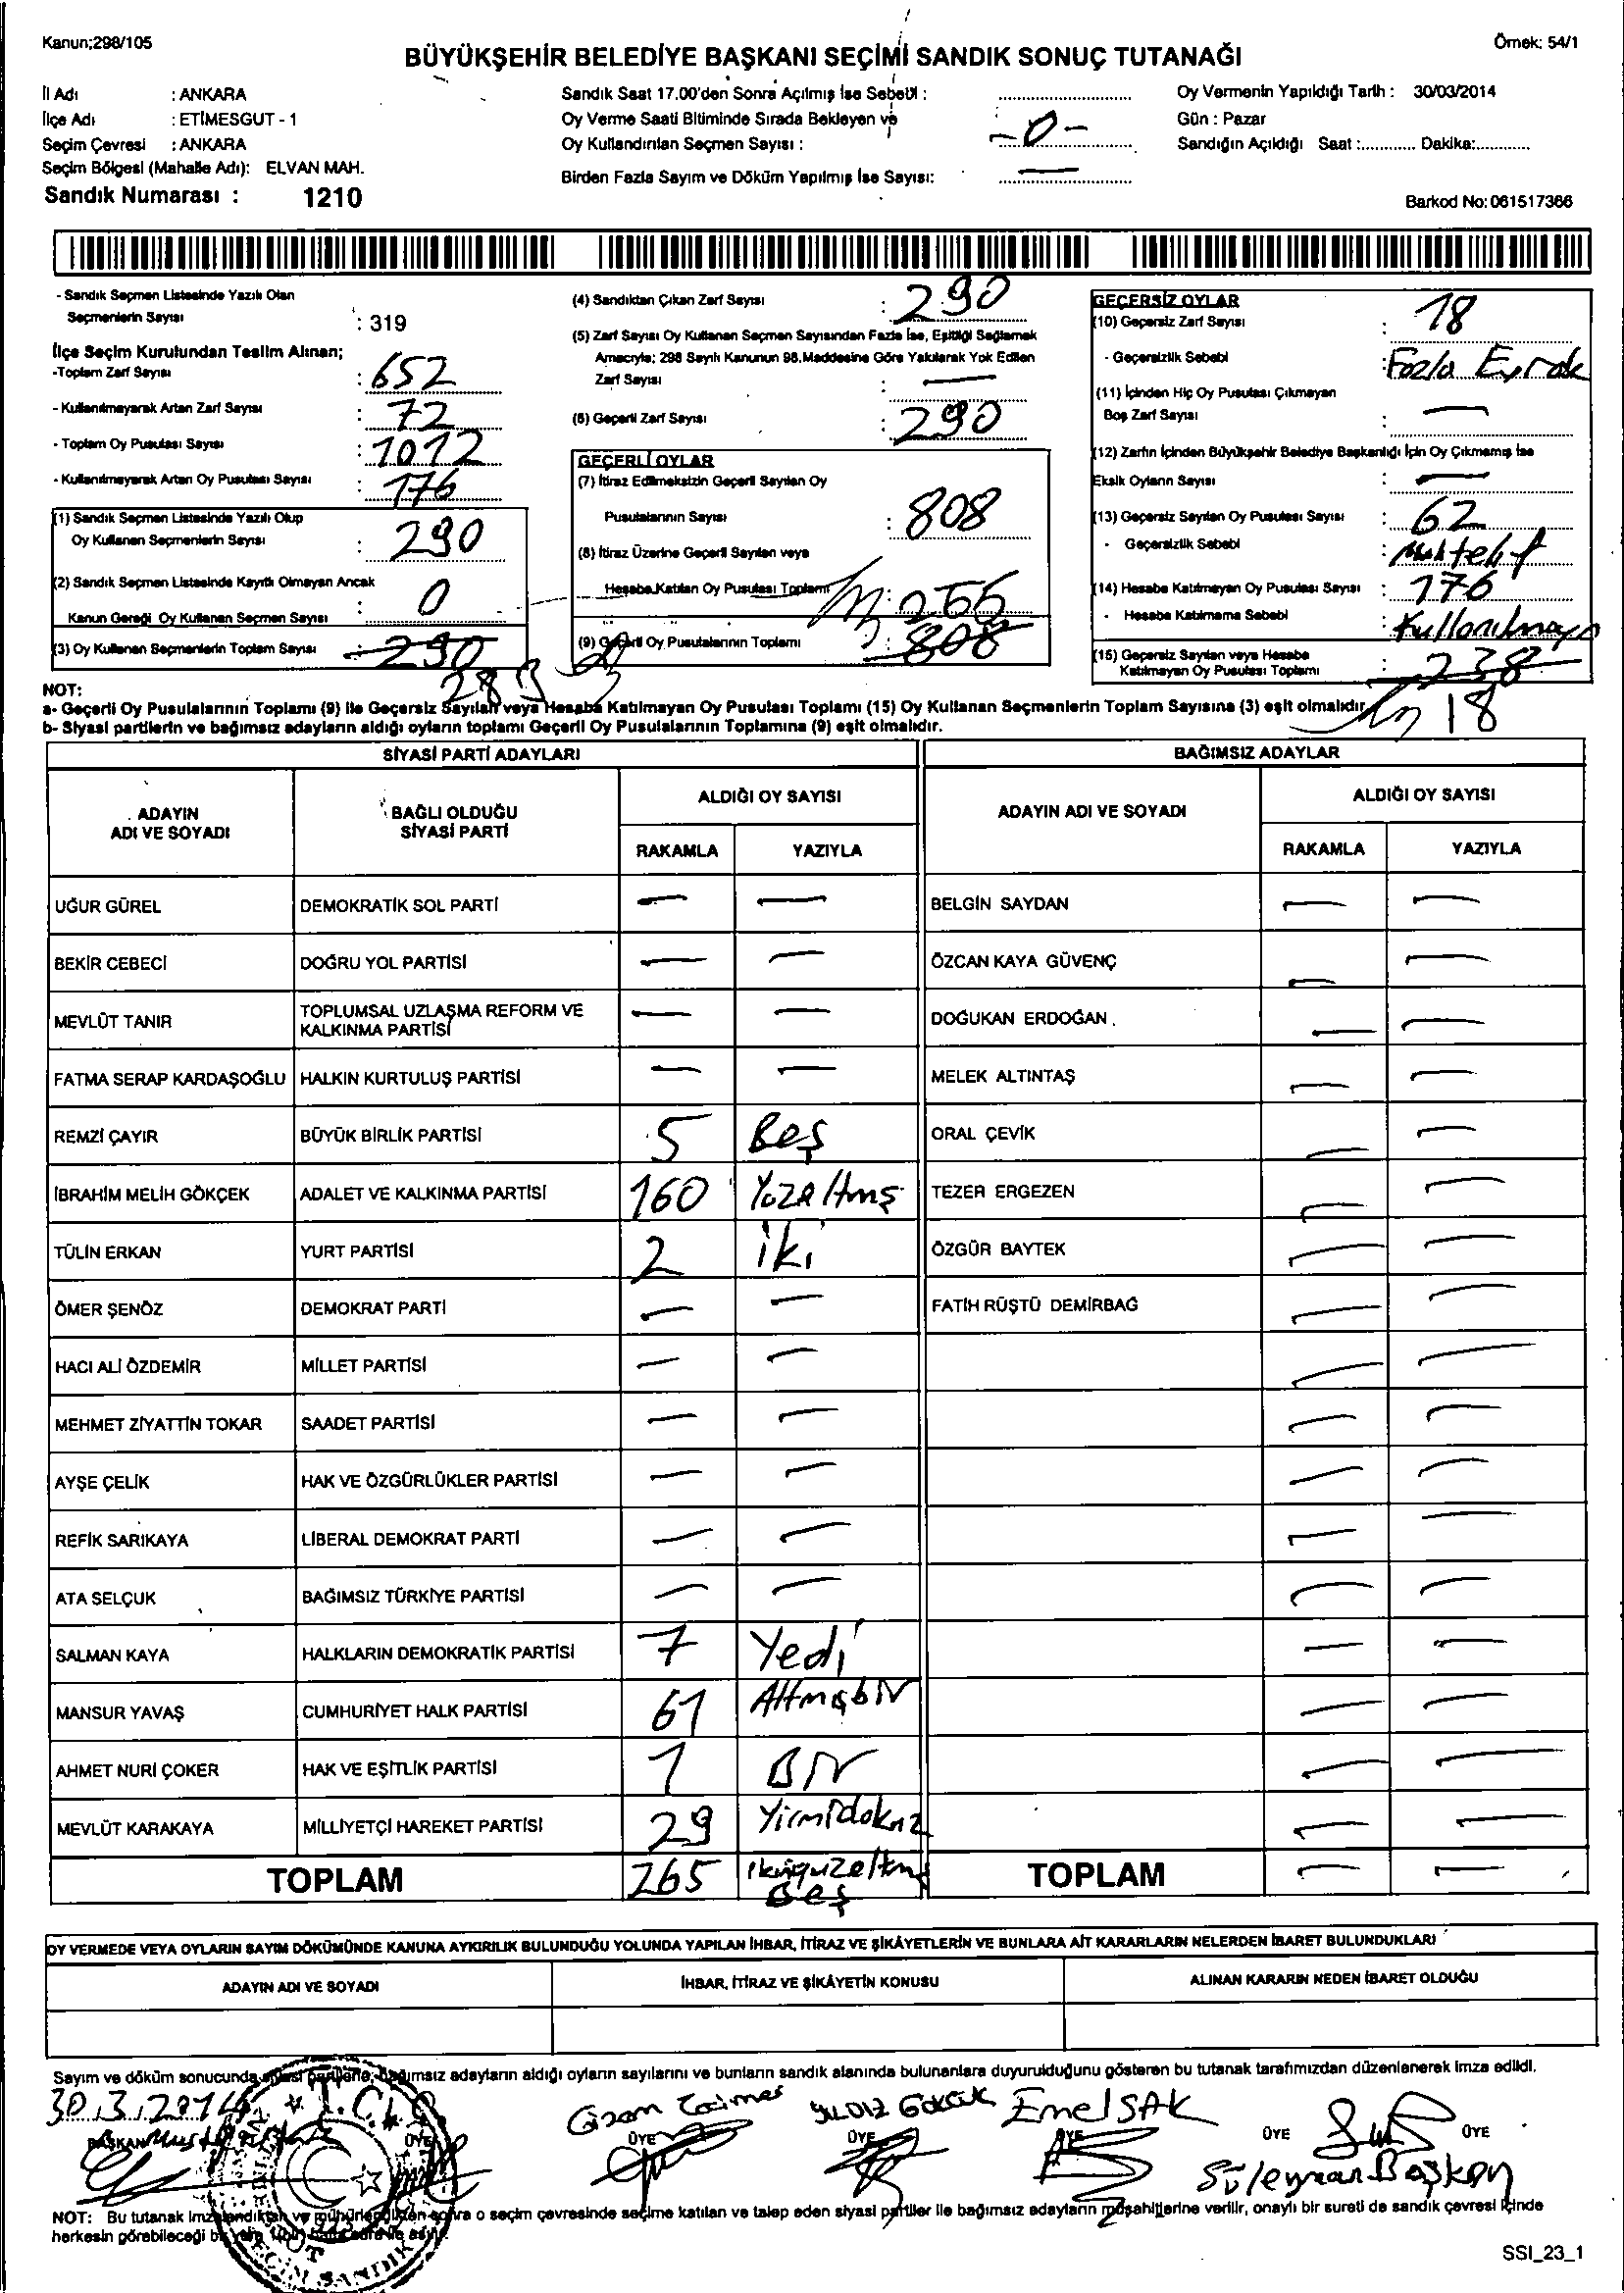 Kanun;298/105
Örnek: 54/1
BÜYÜKŞEHİR BELEDİYE BAŞKANI SEÇİMİ SANDIK SONUÇ TUTANAĞI
İl Adı : ANKARA
İlçe Adı : ETİMESGUT - 1
Seçim Çevresi : ANKARA
Seçim Bölgesi (Mahalle Adı): ELVAN MAH.
Sandık Numarası : 1210
Sandık Saat 17.00'den Sonra Açılmış İse Sebebi :
Oy Verme Saati Bitiminde Sırada Bekleyen ve
Oy Kullandırılan Seçmen Sayısı : -0-
Birden Fazla Sayım ve Döküm Yapılmış İse Sayısı: —
Oy Vermenin Yapıldığı Tarih : 30/03/2014
Gün : Pazar
Sandığın Açıldığı Saat :............ Dakika:............
Barkod No: 061517366
- Sandık Seçmen Listesinde Yazılı Olan
Seçmenlerin Sayısı : 319
İlçe Seçim Kurulundan Teslim Alınan;
-Toplam Zarf Sayısı : 652
- Kullanılmayarak Artan Zarf Sayısı : 72
- Toplam Oy Pusulası Sayısı : 1012
- Kullanılmayarak Artan Oy Pusulası Sayısı : 176
(1) Sandık Seçmen Listesinde Yazılı Olup
Oy Kullanan Seçmenlerin Sayısı : 290
(2) Sandık Seçmen Listesinde Kayıtlı Olmayan Ancak
Kanun Gereği Oy Kullanan Seçmen Sayısı : 0
(3) Oy Kullanan Seçmenlerin Toplam Sayısı : 290
283
(4) Sandıktan Çıkan Zarf Sayısı : 290
(5) Zarf Sayısı Oy Kullanan Seçmen Sayısından Fazla İse, Eşitliği Sağlamak
Amacıyla; 298 Sayılı Kanunun 98.Maddesine Göre Yakılarak Yok Edilen
Zarf Sayısı : —
(6) Geçerli Zarf Sayısı : 290
GEÇERLİ OYLAR
(7) İtiraz Edilmeksizin Geçerli Sayılan Oy
Pusulalarının Sayısı : 808
(8) İtiraz Üzerine Geçerli Sayılan veya
Hesaba Katılan Oy Pusulası Toplamı :
(9) Geçerli Oy Pusulalarının Toplamı : 808
GEÇERSİZ OYLAR
(10) Geçersiz Zarf Sayısı : 18
- Geçersizlik Sebebi : Fazla Evrak
(11) İçinden Hiç Oy Pusulası Çıkmayan
Boş Zarf Sayısı : —
(12) Zarfın İçinden Büyükşehir Belediye Başkanlığı İçin Oy Çıkmamış İse
Eksik Oyların Sayısı : —
(13) Geçersiz Sayılan Oy Pusulası Sayısı : 62
- Geçersizlik Sebebi : Muhtelif
(14) Hesaba Katılmayan Oy Pusulası Sayısı : 176
- Hesaba Katılmama Sebebi : Kullanılmayan
(15) Geçersiz Sayılan veya Hesaba
Katılmayan Oy Pusulası Toplamı : 238
18
NOT:
a- Geçerli Oy Pusulalarının Toplamı (9) ile Geçersiz Sayılan veya Hesaba Katılmayan Oy Pusulası Toplamı (15) Oy Kullanan Seçmenlerin Toplam Sayısına (3) eşit olmalıdır.
b- Siyasi partilerin ve bağımsız adayların aldığı oyların toplamı Geçerli Oy Pusulalarının Toplamına (9) eşit olmalıdır.
SİYASİ PARTİ ADAYLARI
BAĞIMSIZ ADAYLAR
ADAYIN
ADI VE SOYADI
BAĞLI OLDUĞU
SİYASİ PARTİ
ALDIĞI OY SAYISI
RAKAMLA YAZIYLA
ADAYIN ADI VE SOYADI
ALDIĞI OY SAYISI
RAKAMLA YAZIYLA
UĞUR GÜREL DEMOKRATİK SOL PARTİ — — BELGİN SAYDAN — —
BEKİR CEBECİ DOĞRU YOL PARTİSİ — — ÖZCAN KAYA GÜVENÇ — —
MEVLÜT TANIR TOPLUMSAL UZLAŞMA REFORM VE
KALKINMA PARTİSİ — — DOĞUKAN ERDOĞAN — —
FATMA SERAP KARDAŞOĞLU HALKIN KURTULUŞ PARTİSİ — — MELEK ALTINTAŞ — —
REMZİ ÇAYIR BÜYÜK BİRLİK PARTİSİ 5 Beş ORAL ÇEVİK — —
İBRAHİM MELİH GÖKÇEK ADALET VE KALKINMA PARTİSİ 160 Yüzaltmş TEZER ERGEZEN — —
TÜLİN ERKAN YURT PARTİSİ 2 iki ÖZGÜR BAYTEK — —
ÖMER ŞENÖZ DEMOKRAT PARTİ — — FATİH RÜŞTÜ DEMİRBAĞ — —
HACI ALİ ÖZDEMİR MİLLET PARTİSİ — — — —
MEHMET ZİYATTİN TOKAR SAADET PARTİSİ — — — —
AYŞE ÇELİK HAK VE ÖZGÜRLÜKLER PARTİSİ — — — —
REFİK SARIKAYA LİBERAL DEMOKRAT PARTİ — — — —
ATA SELÇUK BAĞIMSIZ TÜRKİYE PARTİSİ — — — —
SALMAN KAYA HALKLARIN DEMOKRATİK PARTİSİ 7 Yedi — —
MANSUR YAVAŞ CUMHURİYET HALK PARTİSİ 61 Altmışbir — —
AHMET NURİ ÇOKER HAK VE EŞİTLİK PARTİSİ 1 Bir — —
MEVLÜT KARAKAYA MİLLİYETÇİ HAREKET PARTİSİ 29 Yirmidokuz — —
TOPLAM 265 ikiyüzaltmış
Beş TOPLAM — —
OY VERMEDE VEYA OYLARIN SAYIM DÖKÜMÜNDE KANUNA AYKIRILIK BULUNDUĞU YOLUNDA YAPILAN İHBAR, İTİRAZ VE ŞİKÂYETLERİN VE BUNLARA AİT KARARLARIN NELERDEN İBARET BULUNDUKLARI
ADAYIN ADI VE SOYADI
İHBAR, İTİRAZ VE ŞİKÂYETİN KONUSU
ALINAN KARARIN NEDEN İBARET OLDUĞU
Sayım ve döküm sonucunda siyasi partilerle, bağımsız adayların aldığı oyların sayılarını ve bunların sandık alanında bulunanlara duyurulduğunu gösteren bu tutanak tarafımızdan düzenlenerek imza edildi.
30.3.2014
T.C.
Emel SAK
BAŞKAN ÜYE ÜYE ÜYE ÜYE ÜYE ÜYE
Süleyman Başkan
NOT: Bu tutanak imzalandıktan ve mühürlendikten sonra o seçim çevresinde seçime katılan ve talep eden siyasi partiler ile bağımsız adayların müşahitlerine verilir, onaylı bir sureti de sandık çevresi içinde
herkesin görebileceği bir yere asılır.
SSI_23_1